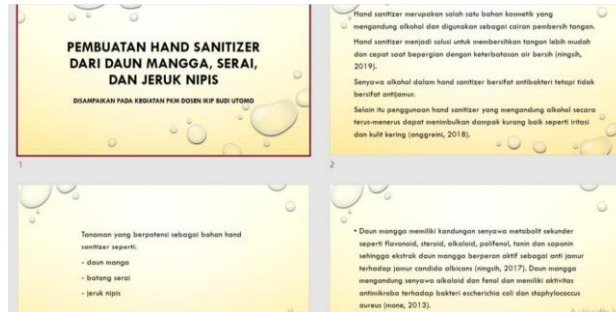 PEMBUATAN HAND SANITIZER
DARI DAUN MANGGA, SERAI,
DAN JERUK NIPIS
DISAMPAIKAN PADA KEGIATAN PKM DOSEN IKIP BUDI UTOMO
1
Hand sanitizer merupakan salah satu bahan kosmetik yang
mengandung alkohol dan digunakan sebagai cairan pembersih tangan.
Hand sanitizer menjadi solusi untuk membersihkan tangan lebih mudah
dan cepat saat bepergian dengan keterbatasan air bersih (ningsih,
2019).
Senyawa alkohol dalam hand sanitizer bersifat antibakteri tetapi tidak
bersifat antijamur.
Selain itu penggunaan hand sanitizer yang mengandung alkohol secara
terus-menerus dapat menimbulkan dampak kurang baik seperti iritasi
dan kulit kering (anggreini, 2018).
2
Tanaman yang berpotensi sebagai bahan hand
sanitizer seperti:
- daun manga
- batang serai
- jeruk nipis
• Daun mangga memiliki kandungan senyawa metabolit sekunder
seperti flavonoid, steroid, alkaloid, polifenol, tanin dan saponin
sehingga ekstrak daun mangga berperan aktif sebagai anti jamur
terhadap jamur candida albicans (ningsih, 2017). Daun mangga
mengandung senyawa alkaloid dan fenol dan memiliki aktivitas
antimikroba terhadap bakteri escherichia coli dan staphylococcus
aureus (mone, 2013).